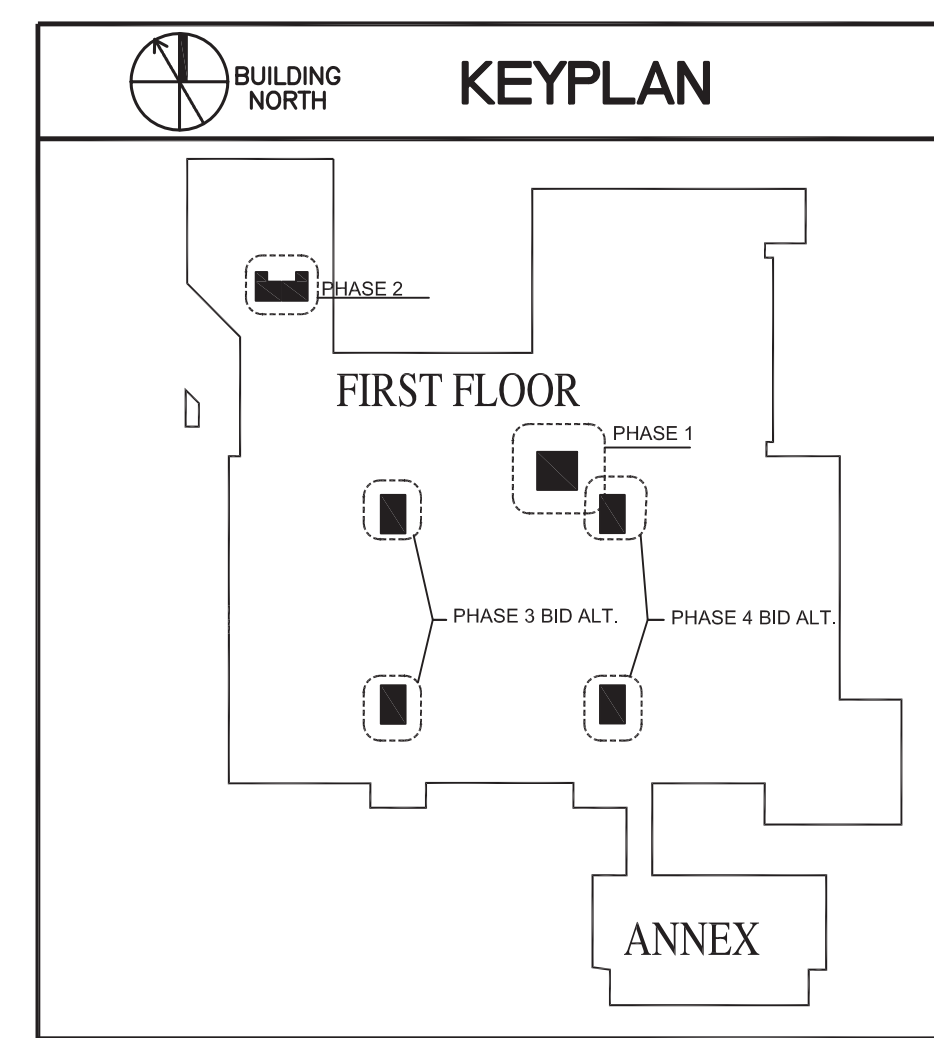 BUILDING
NORTH
KEYPLAN
PHASE 2
FIRST FLOOR
PHASE 1
PHASE 3 BID ALT.
PHASE 4 BID ALT.
ANNEX